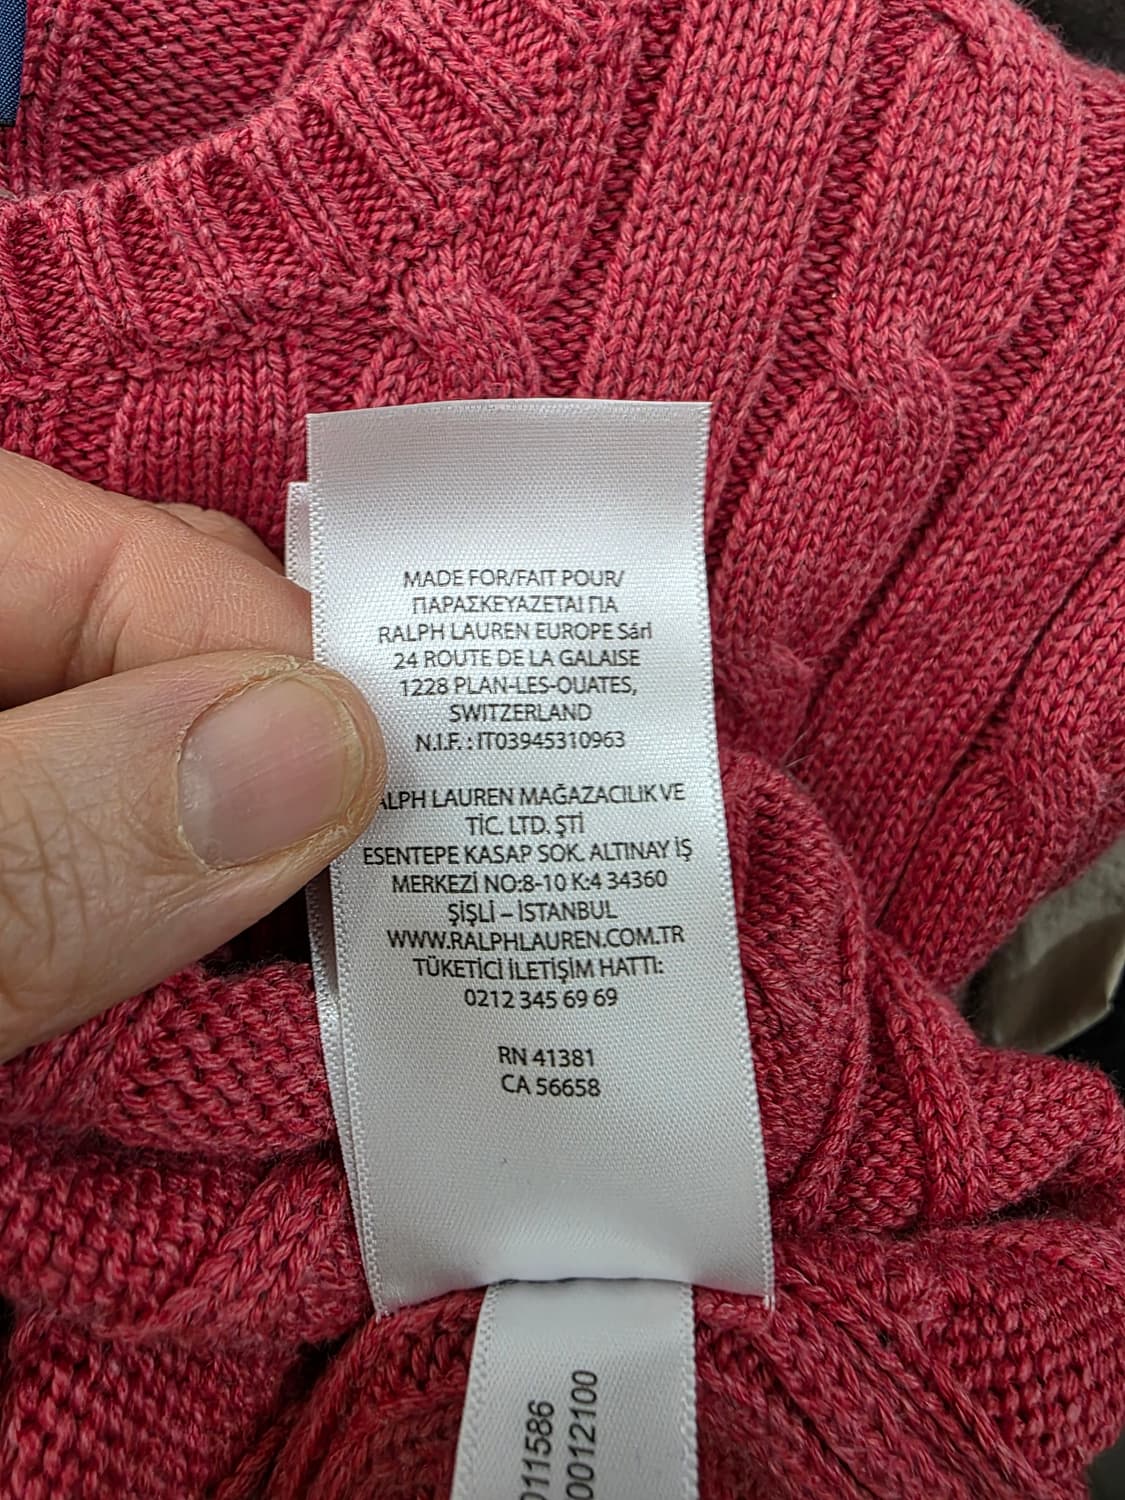 MADE FOR/FAIT POUR/
ΠΑΡΑΣΚΕΥΑΖΕΤΑΙ ΓΙΑ
RALPH LAUREN EUROPE Sárl
24 ROUTE DE LA GALAISE
1228 PLAN-LES-OUATES,
SWITZERLAND
N.I.F. : IT03945310963
LAUREN MAĞAZACILIK VE
TİC. LTD. ŞTİ
ESENTEPE KASAP SOK. ALTINAY İŞ
MERKEZİ NO:8-10 K:4 34360
ŞİŞLİ – İSTANBUL
WWW.RALPHLAUREN.COM.TR
TÜKETİCİ İLETİŞİM HATTI:
0212 345 69 69
RN 41381
CA 56658